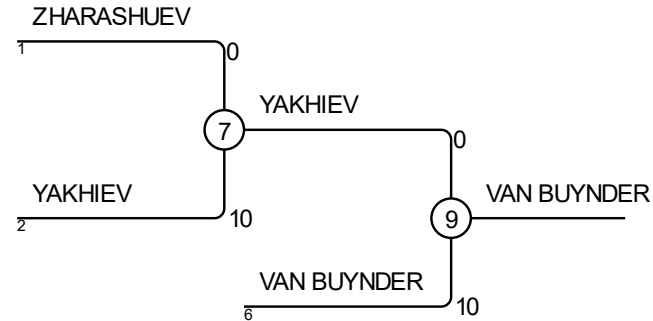 ZHARASHUEV
1
0
7
YAKHIEV
0
YAKHIEV
2
10
9
VAN BUYNDER
VAN BUYNDER
6
10